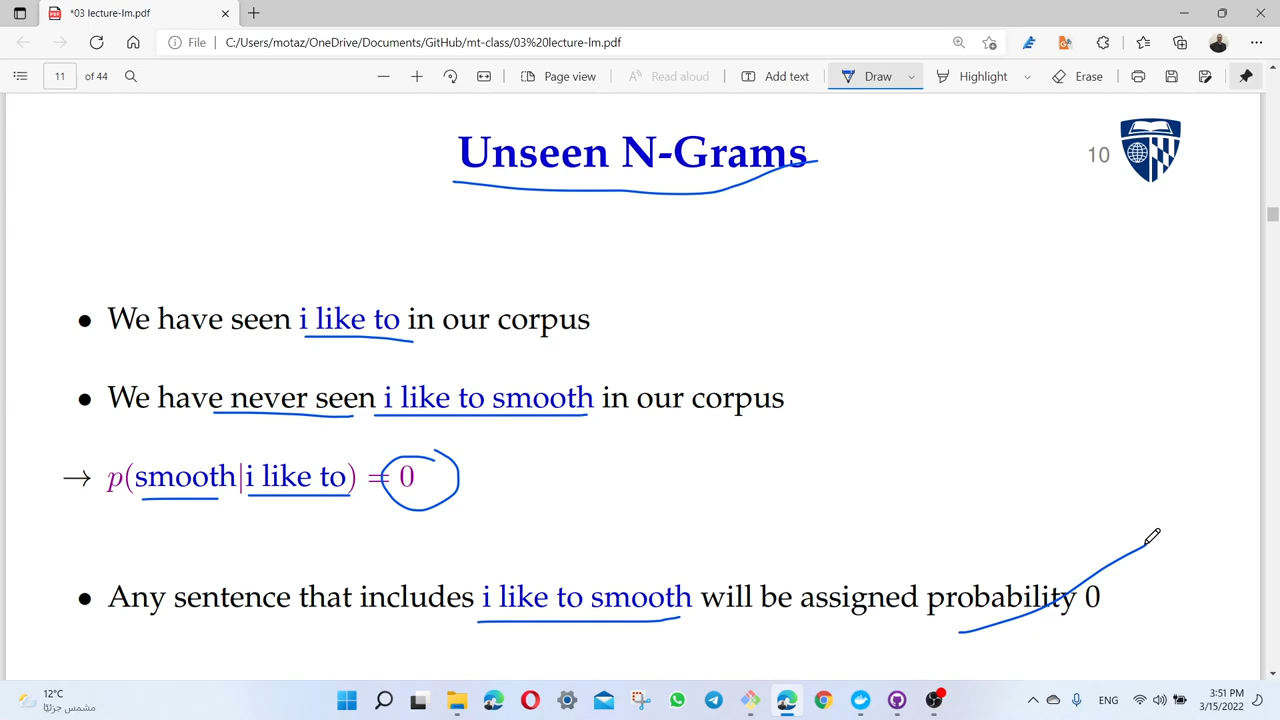 *03 lecture-lm.pdf
File C:/Users/motaz/OneDrive/Documents/GitHub/mt-class/03%20lecture-lm.pdf
11 of 44 Page view Read aloud Add text Draw Highlight Erase
Unseen N-Grams
10
• We have seen i like to in our corpus
• We have never seen i like to smooth in our corpus
→ p(smooth|i like to) = 0
• Any sentence that includes i like to smooth will be assigned probability 0
12°C
مشمس جزئيًا
ENG
3:51 PM
3/15/2022